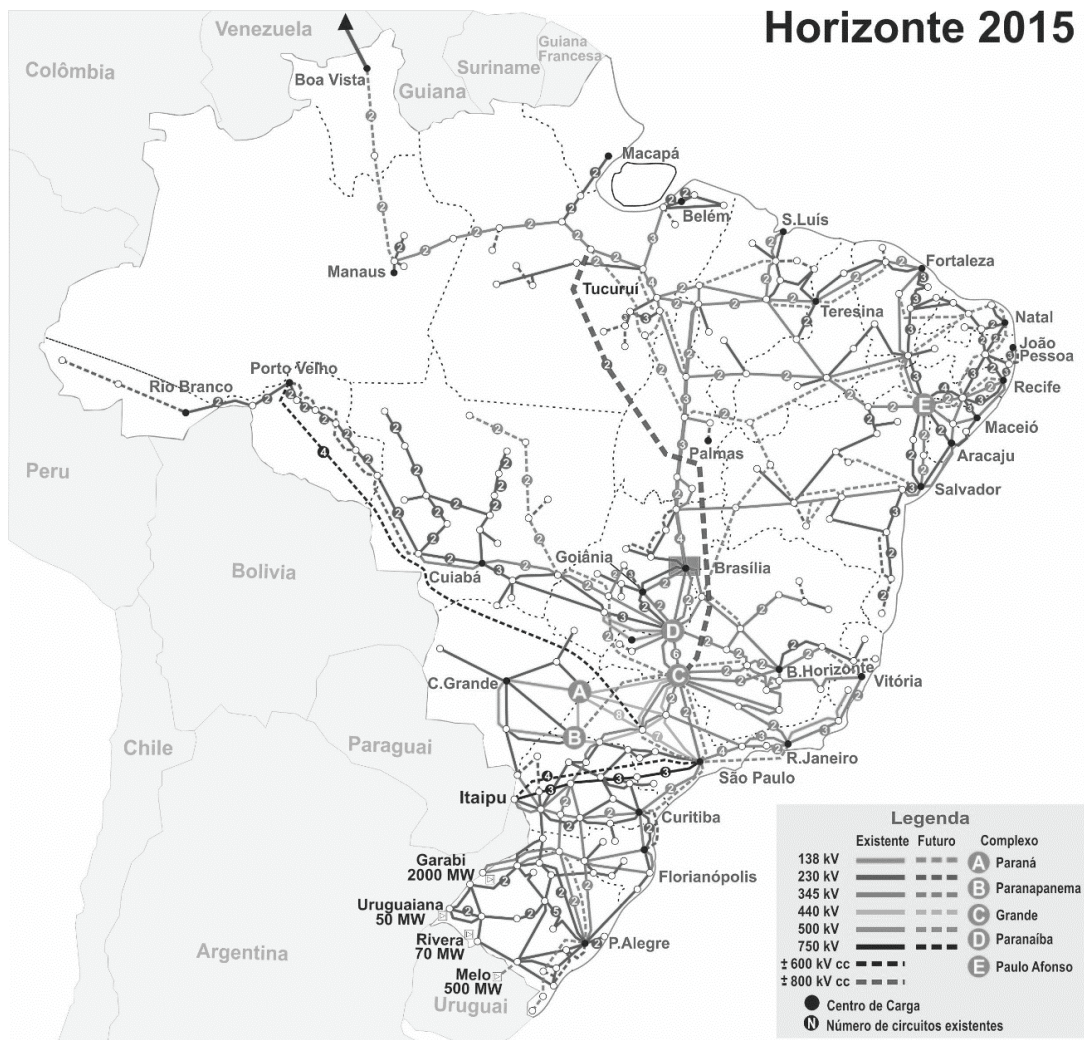 Horizonte 2015
Venezuela
Guiana
Francesa
Suriname
Colômbia
Boa Vista
Guiana
Macapá
Belém
S.Luís
Manaus
Fortaleza
Tucuruí
Teresina
Natal
João
Pessoa
Porto Velho
Rio Branco
Recife
E
Maceió
Palmas
Aracaju
Peru
Salvador
Goiânia
Brasília
Cuiabá
Bolivia
D
B.Horizonte
C
Vitória
C.Grande
A
B
Chile
Paraguai
R.Janeiro
São Paulo
Itaipu
Curitiba
Garabi
2000 MW
Florianópolis
Uruguaiana
50 MW
Rivera
70 MW
P.Alegre
Argentina
Melo
500 MW
Uruguai
Legenda
Existente Futuro Complexo
138 kV A Paraná
230 kV
345 kV B Paranapanema
440 kV C Grande
500 kV D Paranaíba
750 kV
±600 kV cc E Paulo Afonso
±800 kV cc
Centro de Carga
N Número de circuitos existentes